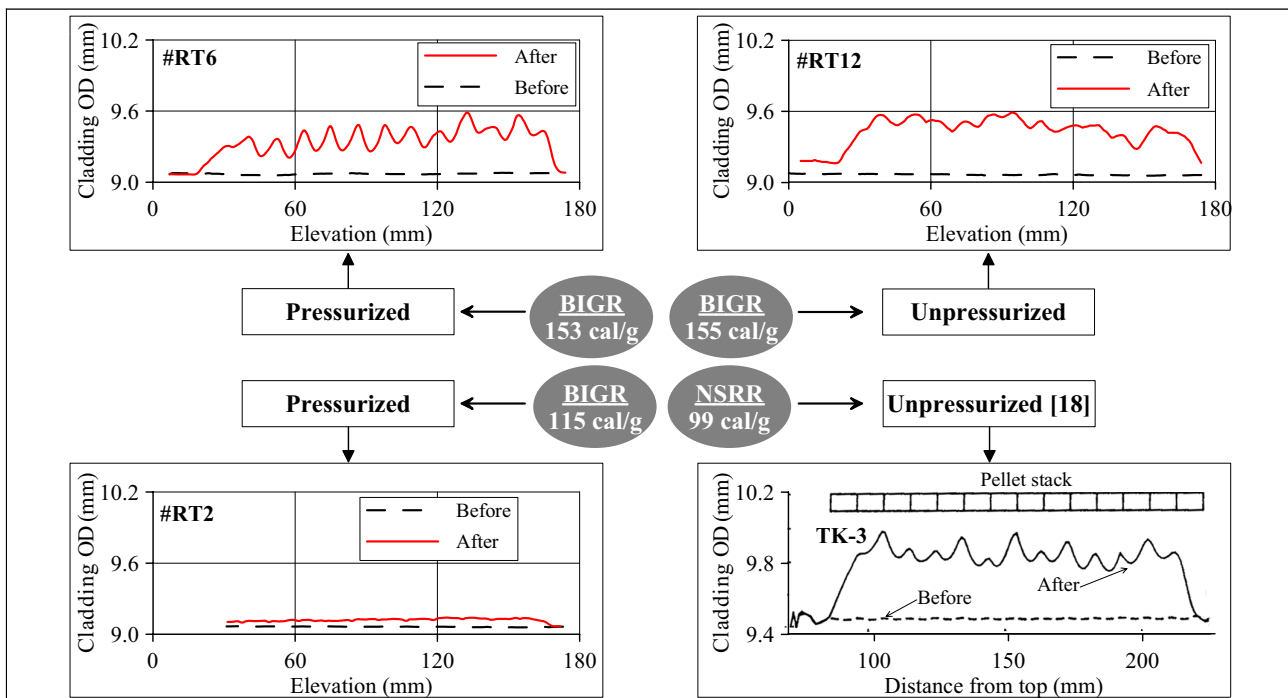 10.2
9.6
9.0
Cladding OD (mm)
#RT6
After
Before
0
60
120
180
Elevation (mm)
10.2
9.6
9.0
Cladding OD (mm)
#RT12
Before
After
0
60
120
180
Elevation (mm)
Pressurized
BIGR
153 cal/g
BIGR
155 cal/g
Unpressurized
Pressurized
BIGR
115 cal/g
NSRR
99 cal/g
Unpressurized [18]
10.2
9.6
9.0
Cladding OD (mm)
#RT2
Before
After
0
60
120
180
Elevation (mm)
10.2
9.8
9.4
Cladding OD (mm)
Pellet stack
TK-3
After
Before
100
150
200
Distance from top (mm)